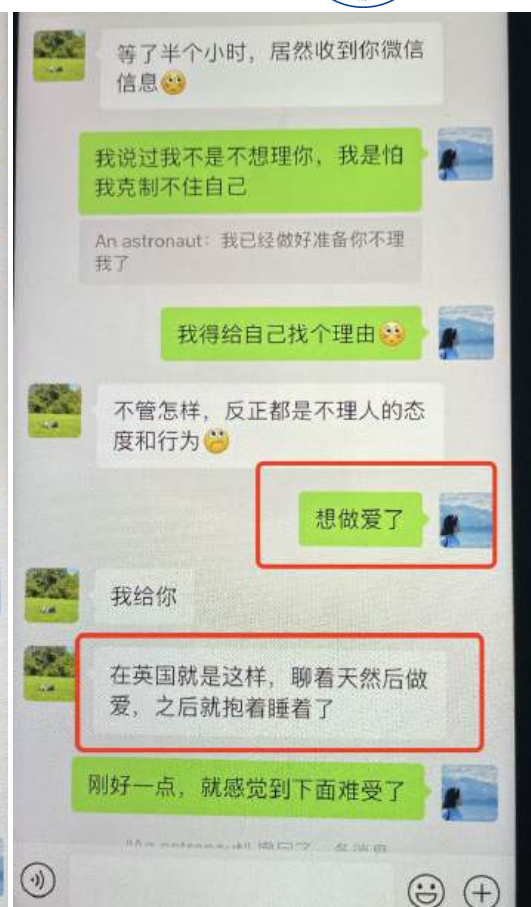 等了半个小时，居然收到你微信
信息
我说过我不是不想理你，我是怕
我克制不住自己
An astronaut：我已经做好准备你不理
我了
我得给自己找个理由
不管怎样，反正都是不理人的态
度和行为
想做爱了
我给你
在英国就是这样，聊着天然后做
爱，之后就抱着睡着了
刚好一点，就感觉到下面难受了